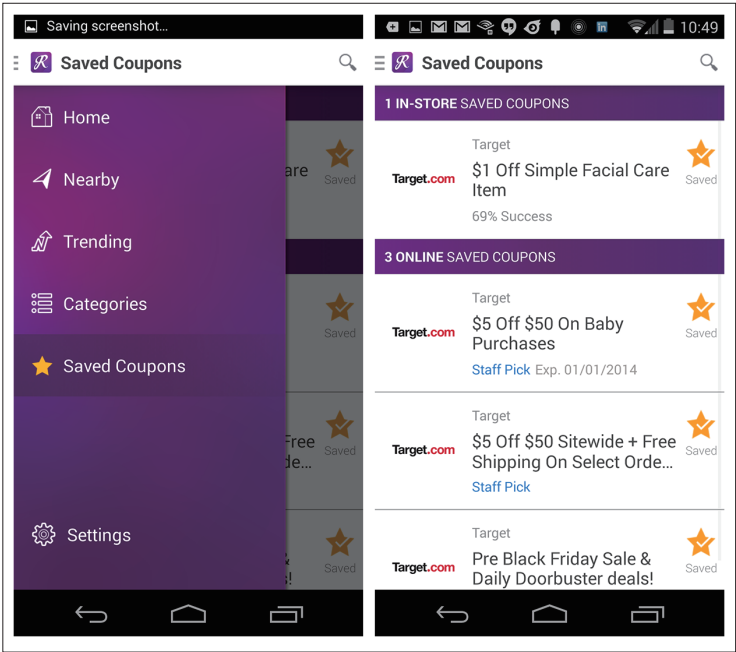 Saving screenshot...
R Saved Coupons
Home
Nearby
Trending
Categories
Saved Coupons
Settings
are
Saved
Saved
Free
de...
Saved
&
s!
Saved
in 10:49
R Saved Coupons
1 IN-STORE SAVED COUPONS
Target
Target.com
$1 Off Simple Facial Care
Item
69% Success
Saved
3 ONLINE SAVED COUPONS
Target
Target.com
$5 Off $50 On Baby
Purchases
Staff Pick Exp. 01/01/2014
Saved
Target
Target.com
$5 Off $50 Sitewide + Free
Shipping On Select Orde...
Staff Pick
Saved
Target
Target.com
Pre Black Friday Sale &
Daily Doorbuster deals!
Saved